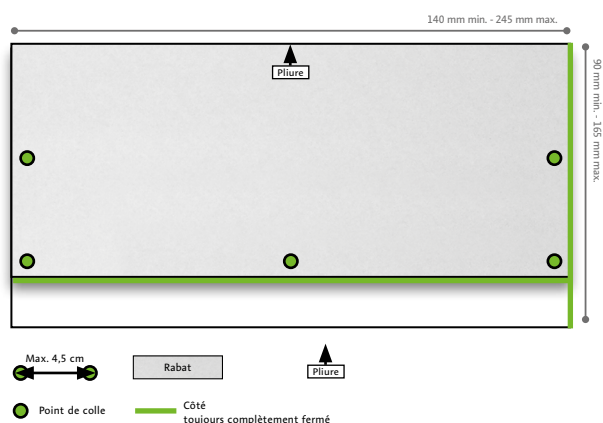 140 mm min. - 245 mm max.
Pliure
90 mm min. - 165 mm max.
Max. 4,5 cm
Rabat
Pliure
Point de colle
Côté
toujours complètement fermé